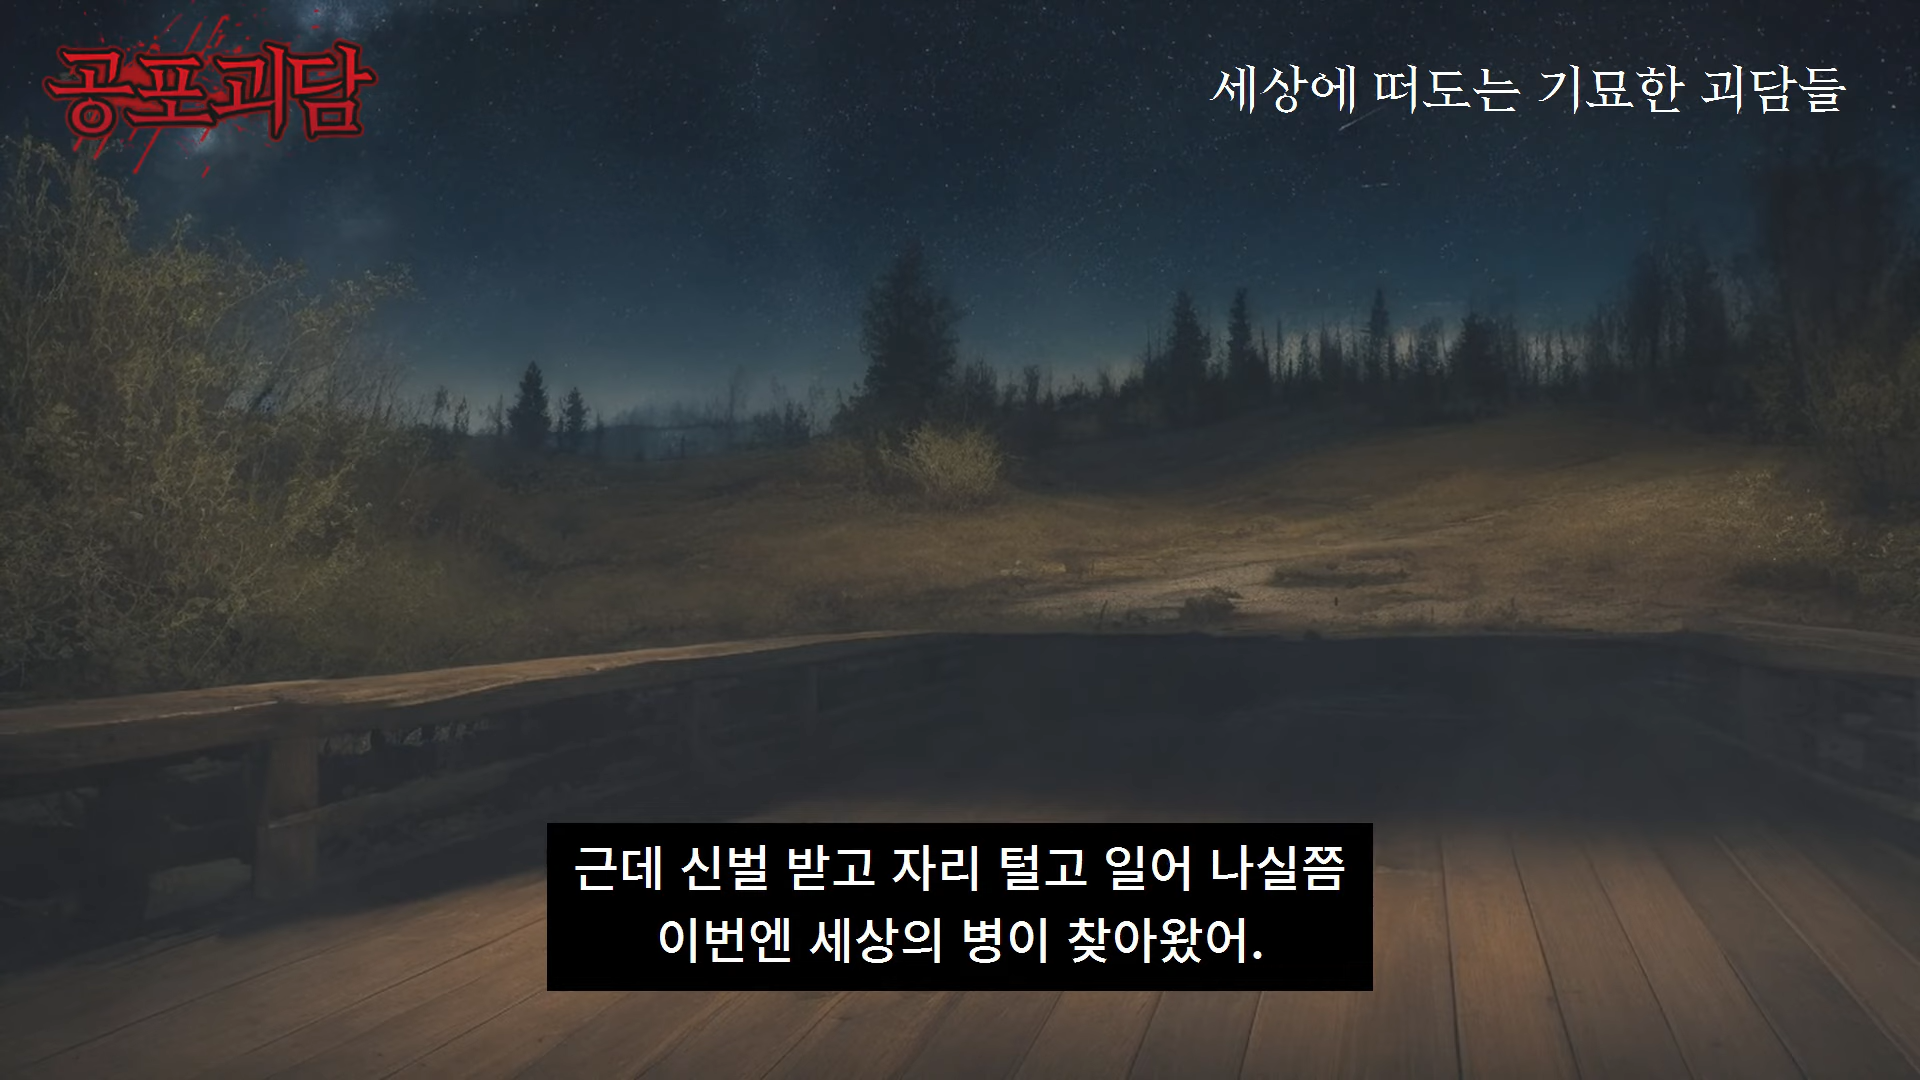 공포괴담
세상에 떠도는 기묘한 괴담들
근데 신벌 받고 자리 털고 일어 나실쯤
이번엔 세상의 병이 찾아왔어.